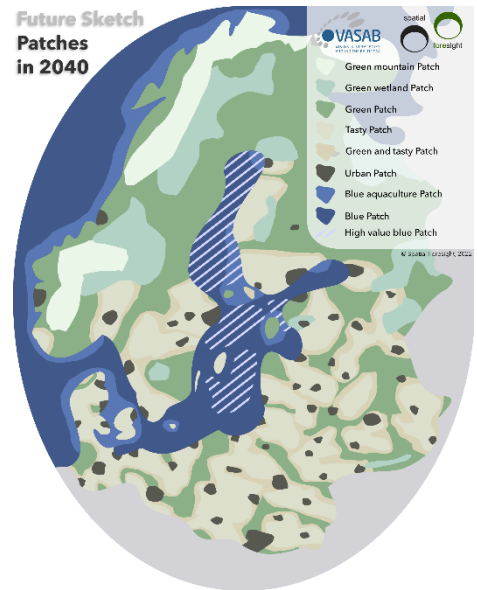 Future Sketch
Patches
in 2040
VASAB
spatial
foresight
Green mountain Patch
Green wetland Patch
Green Patch
Tasty Patch
Green and tasty Patch
Urban Patch
Blue aquaculture Patch
Blue Patch
High value blue Patch
© Spatial Foresight, 2022